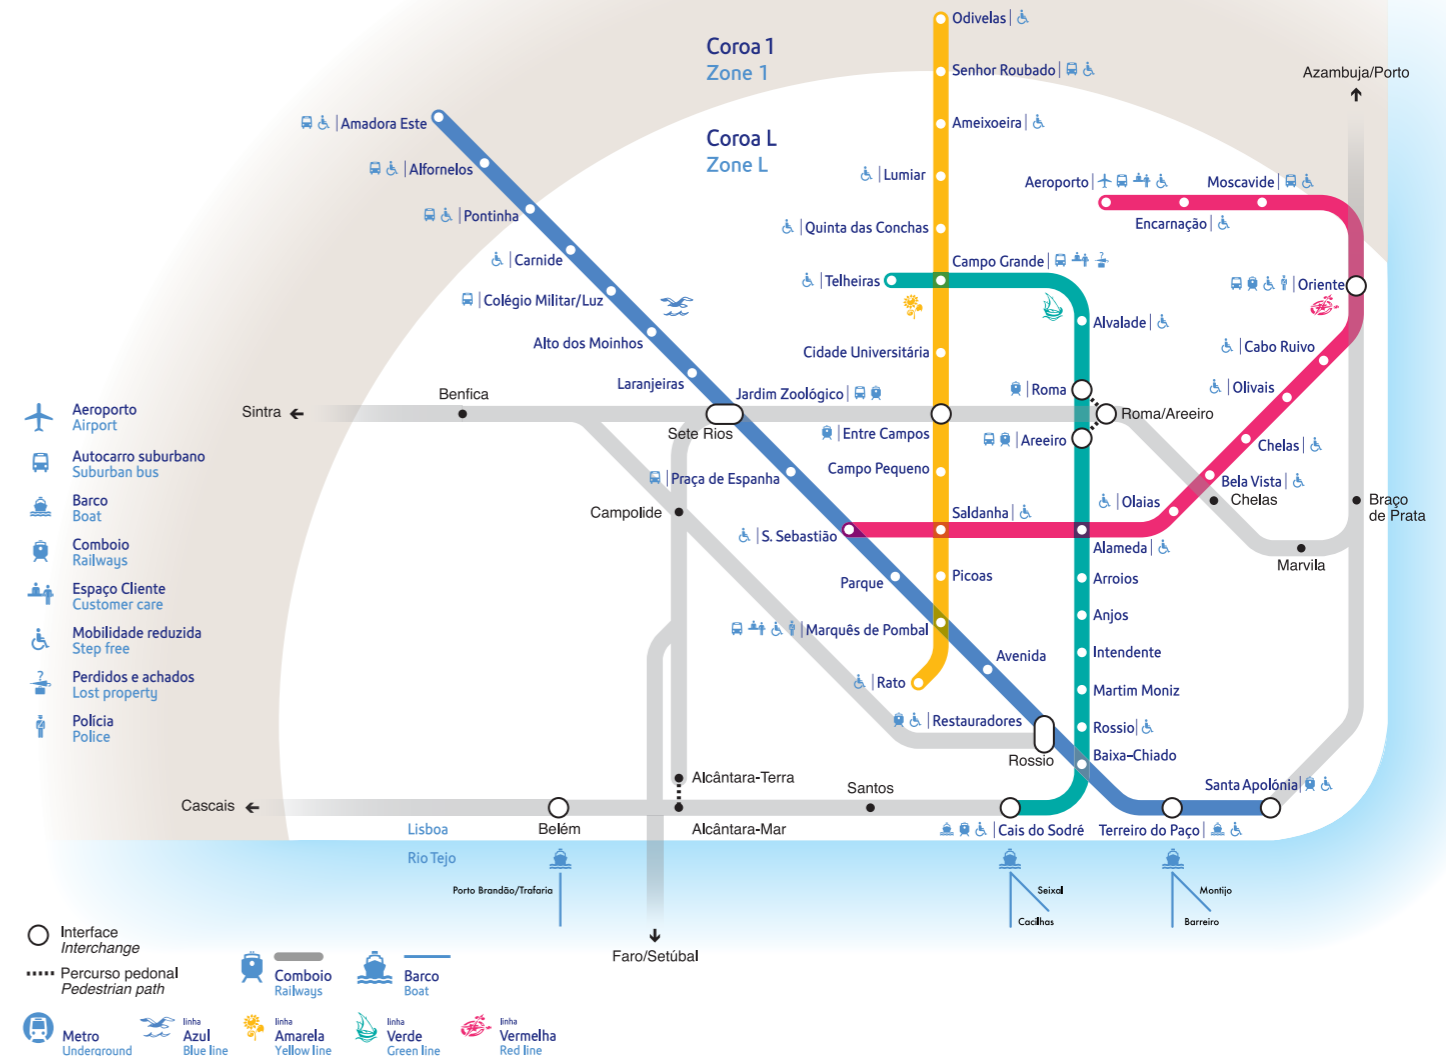 Coroa 1
Zone 1
Coroa L
Zone L
Odivelas
Senhor Roubado
Ameixoeira
Lumiar
Quinta das Conchas
Campo Grande
Telheiras
Cidade Universitária
Entre Campos
Campo Pequeno
Saldanha
Picoas
Marquês de Pombal
Rato
Amadora Este
Alfornelos
Pontinha
Carnide
Colégio Militar/Luz
Alto dos Moinhos
Laranjeiras
Jardim Zoológico
Sete Rios
Praça de Espanha
S. Sebastião
Parque
Avenida
Restauradores
Rossio
Baixa-Chiado
Terreiro do Paço
Santa Apolónia
Azambuja/Porto
Aeroporto
Encarnação
Moscavide
Oriente
Cabo Ruivo
Olivais
Chelas
Bela Vista
Olaias
Alameda
Alvalade
Roma
Roma/Areeiro
Areeiro
Arroios
Anjos
Intendente
Martim Moniz
Rossio
Cais do Sodré
Chelas
Marvila
Braço
de Prata
Sintra
Benfica
Campolide
Alcântara-Terra
Alcântara-Mar
Santos
Belém
Cascais
Lisboa
Rio Tejo
Porto Brandão/Trafaria
Seixal
Cacilhas
Montijo
Barreiro
Faro/Setúbal
Aeroporto
Airport
Autocarro suburbano
Suburban bus
Barco
Boat
Comboio
Railways
Espaço Cliente
Customer care
Mobilidade reduzida
Step free
Perdidos e achados
Lost property
Polícia
Police
Interface
Interchange
Percurso pedonal
Pedestrian path
Comboio
Railways
Barco
Boat
Metro
Underground
linha
Azul
Blue line
linha
Amarela
Yellow line
linha
Verde
Green line
linha
Vermelha
Red line